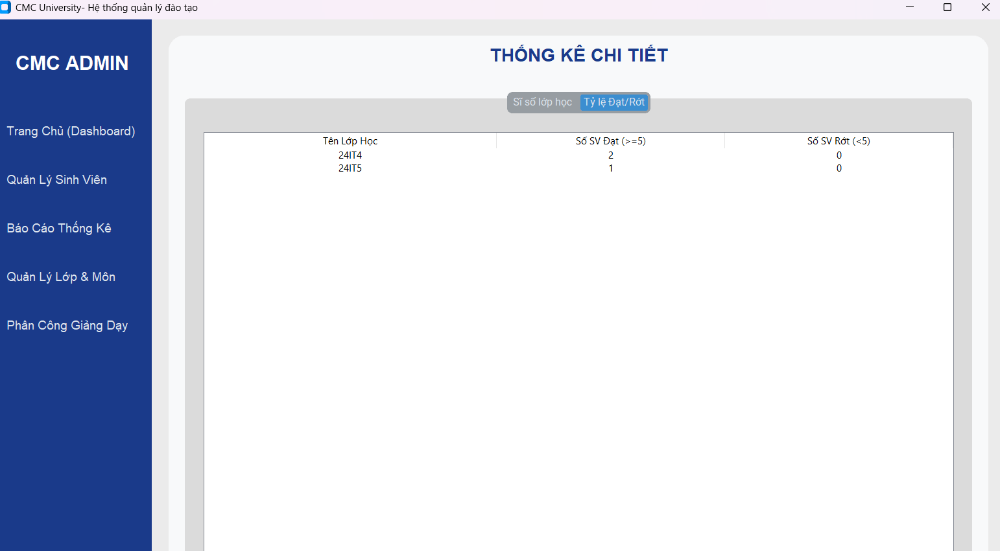 CMC University- Hệ thống quản lý đào tạo
CMC ADMIN
Trang Chủ (Dashboard)
Quản Lý Sinh Viên
Báo Cáo Thống Kê
Quản Lý Lớp & Môn
Phân Công Giảng Dạy
THỐNG KÊ CHI TIẾT
Sĩ số lớp học Tỷ lệ Đạt/Rớt
Tên Lớp Học Số SV Đạt (>=5) Số SV Rớt (<5)
24IT4 2 0
24IT5 1 0